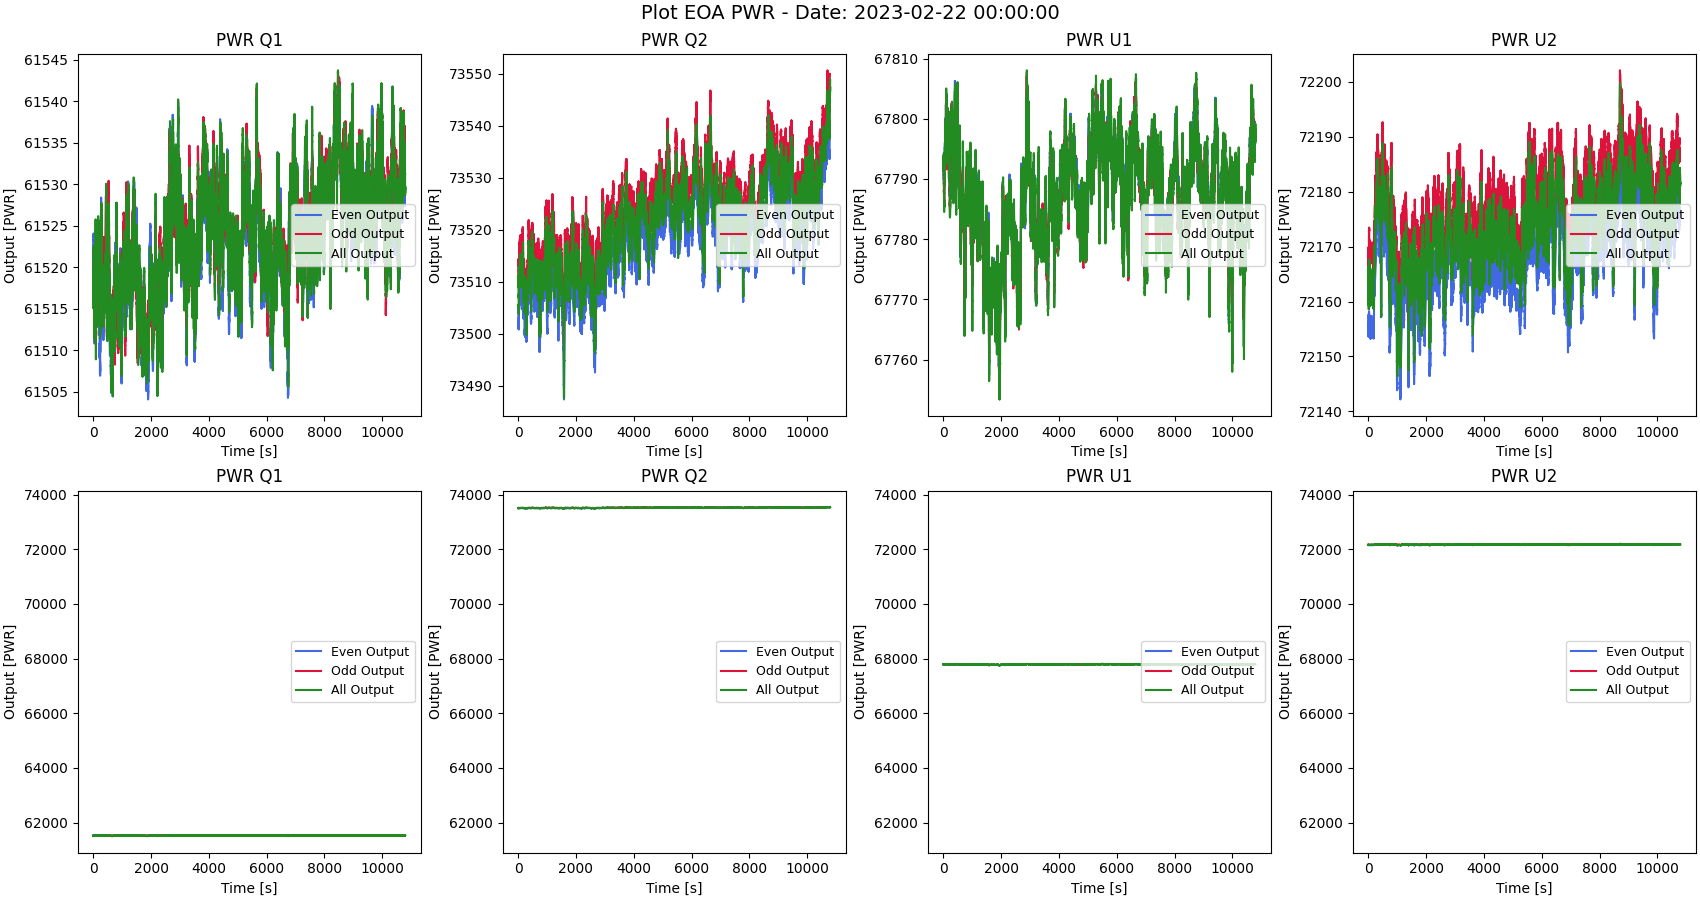 Plot EOA PWR - Date: 2023-02-22 00:00:00
PWR Q1
Output [PWR]
61545
61540
61535
61530
61525
61520
61515
61510
61505
0 2000 4000 6000 8000 10000
Time [s]
Even Output
Odd Output
All Output
PWR Q2
Output [PWR]
73550
73540
73530
73520
73510
73500
73490
0 2000 4000 6000 8000 10000
Time [s]
Even Output
Odd Output
All Output
PWR U1
Output [PWR]
67810
67800
67790
67780
67770
67760
0 2000 4000 6000 8000 10000
Time [s]
Even Output
Odd Output
All Output
PWR U2
Output [PWR]
72200
72190
72180
72170
72160
72150
72140
0 2000 4000 6000 8000 10000
Time [s]
Even Output
Odd Output
All Output
PWR Q1
Output [PWR]
74000
72000
70000
68000
66000
64000
62000
0 2000 4000 6000 8000 10000
Time [s]
Even Output
Odd Output
All Output
PWR Q2
Output [PWR]
74000
72000
70000
68000
66000
64000
62000
0 2000 4000 6000 8000 10000
Time [s]
Even Output
Odd Output
All Output
PWR U1
Output [PWR]
74000
72000
70000
68000
66000
64000
62000
0 2000 4000 6000 8000 10000
Time [s]
Even Output
Odd Output
All Output
PWR U2
Output [PWR]
74000
72000
70000
68000
66000
64000
62000
0 2000 4000 6000 8000 10000
Time [s]
Even Output
Odd Output
All Output